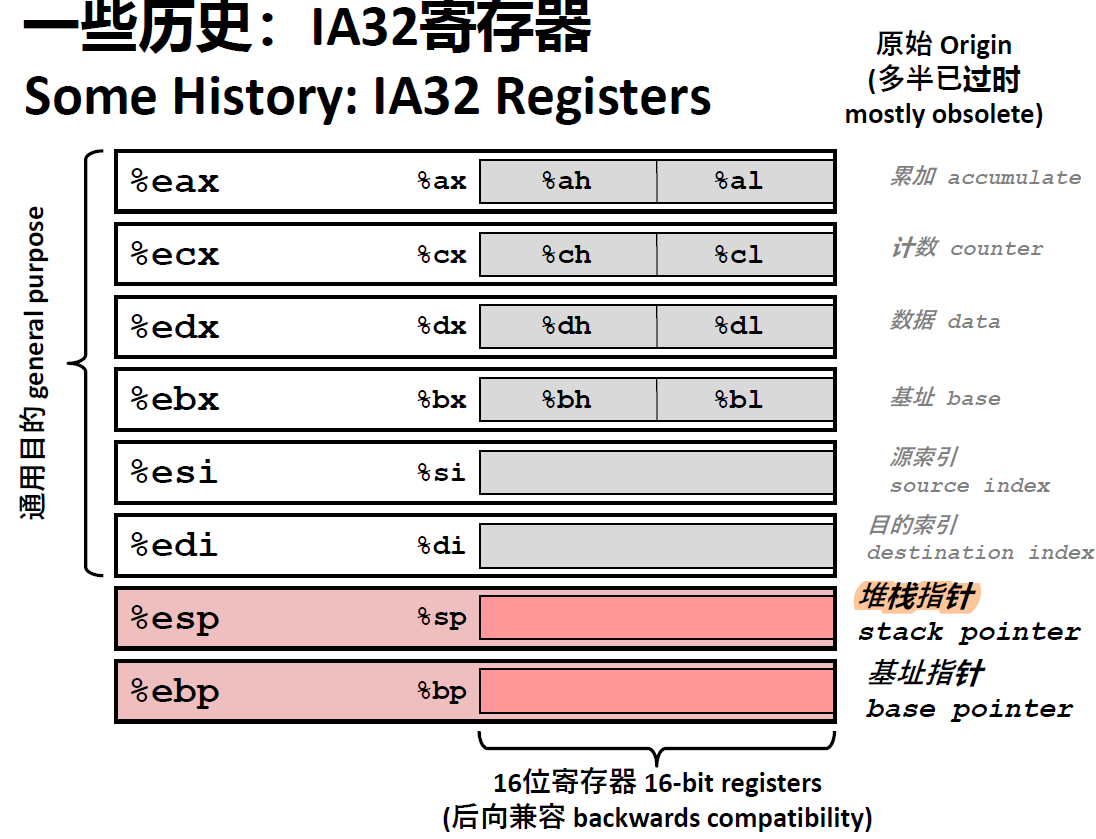 一些历史：IA32寄存器
Some History: IA32 Registers
原始 Origin
(多半已过时
mostly obsolete)
通用目的 general purpose
%eax %ax %ah %al 累加 accumulate
%ecx %cx %ch %cl 计数 counter
%edx %dx %dh %dl 数据 data
%ebx %bx %bh %bl 基址 base
%esi %si 源索引
source index
%edi %di 目的索引
destination index
%esp %sp 堆栈指针
stack pointer
%ebp %bp 基址指针
base pointer
16位寄存器 16-bit registers
(后向兼容 backwards compatibility)